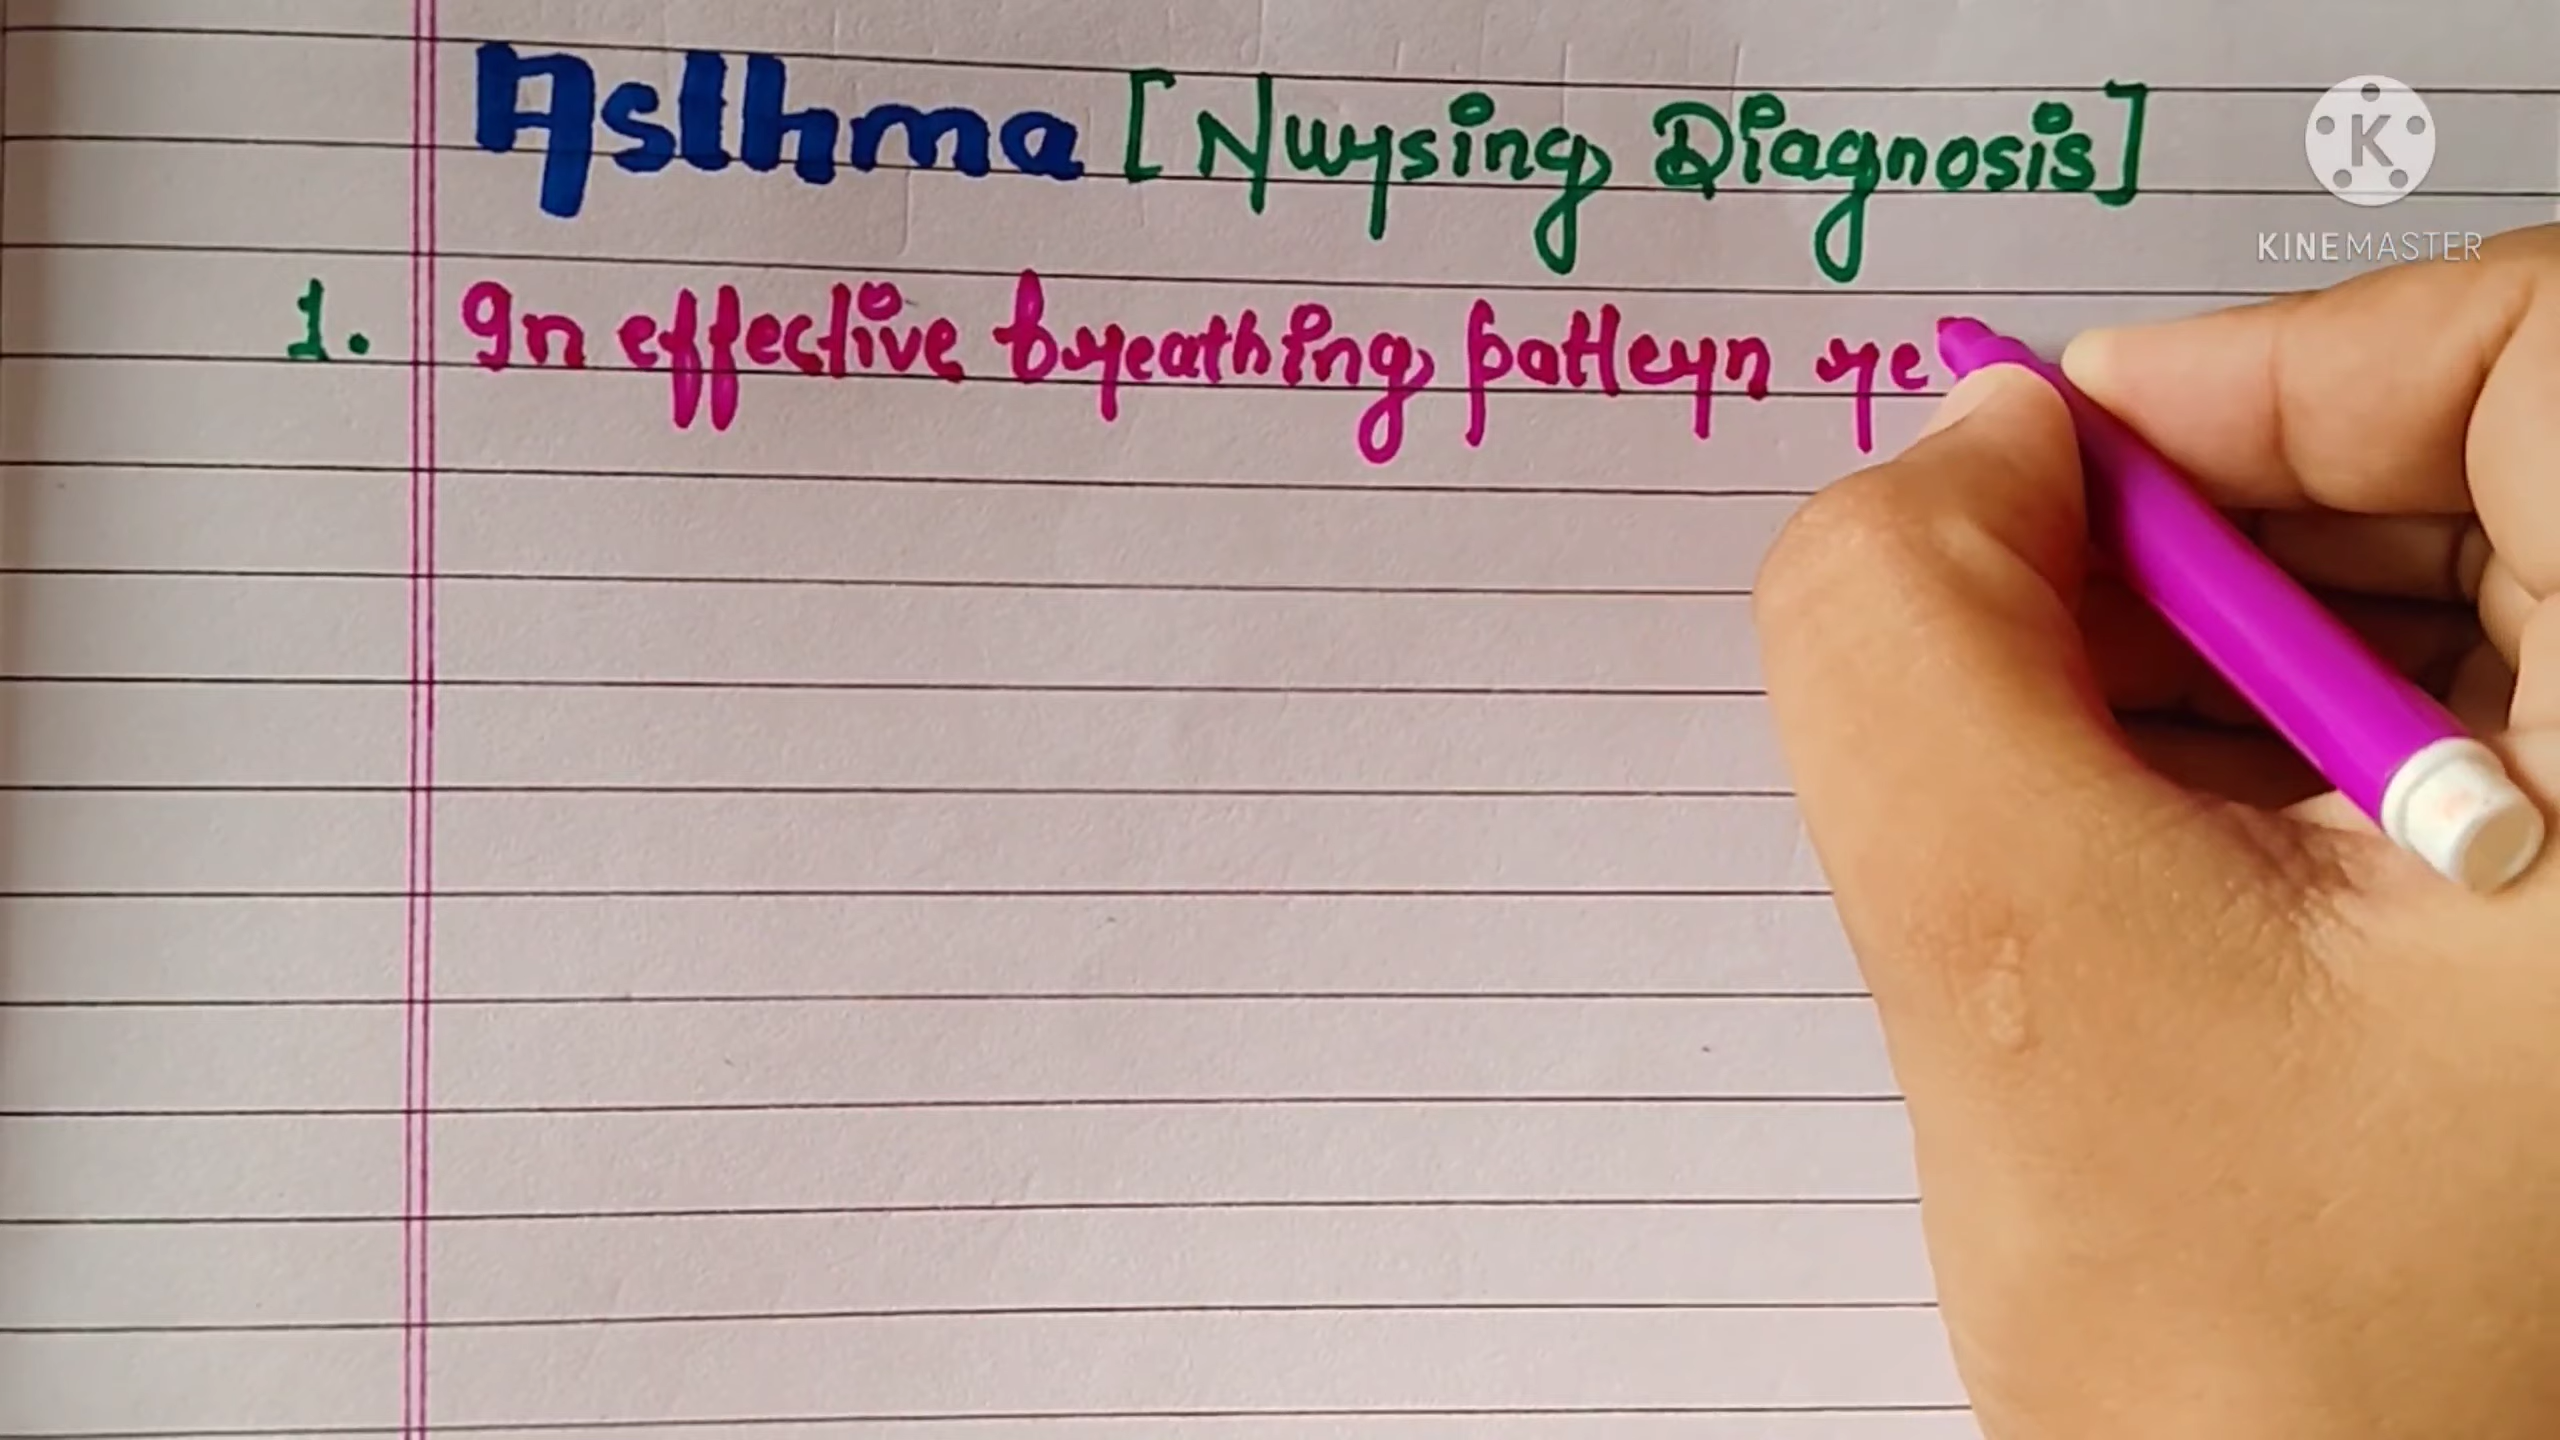 Asthma [Nursing Diagnosis]
K
KINEMASTER
1. In effective breathing pattern re